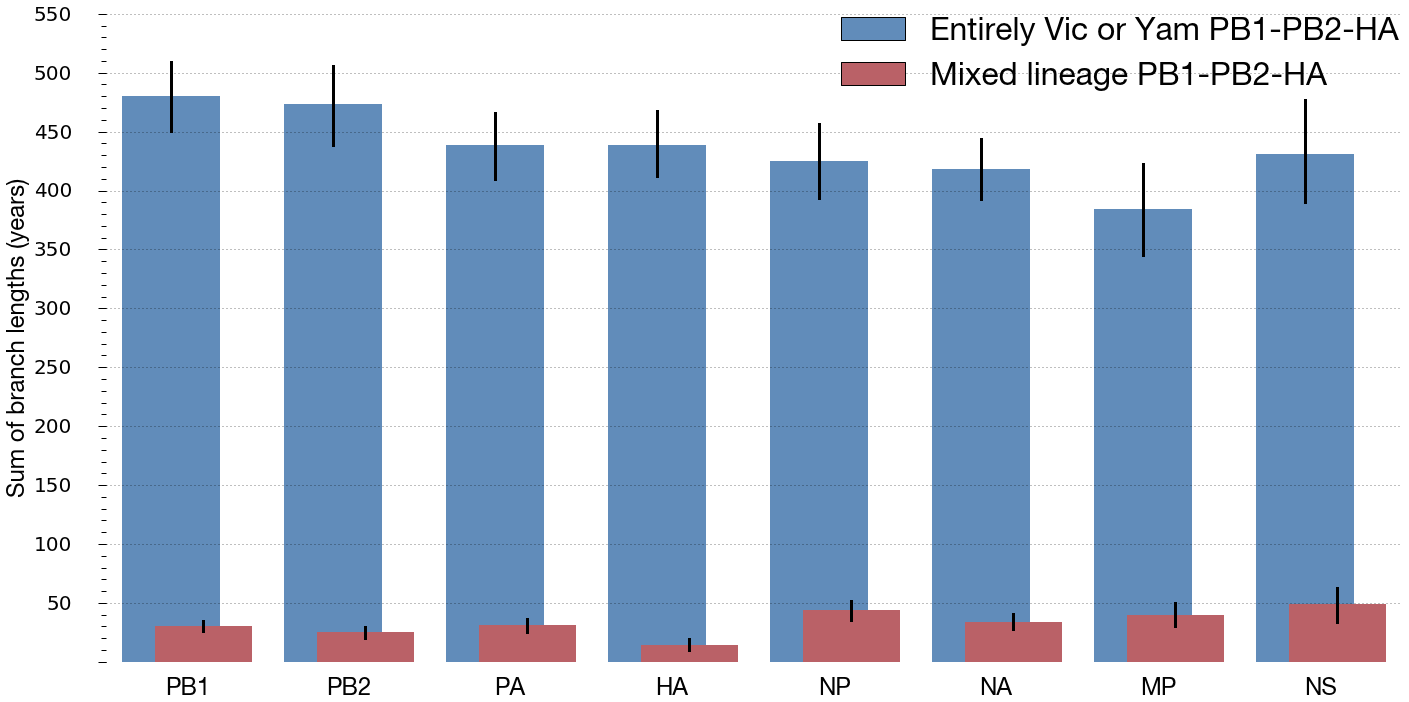 Entirely Vic or Yam PB1-PB2-HA
Mixed lineage PB1-PB2-HA
Sum of branch lengths (years)
550
500
450
400
350
300
250
200
150
100
50
PB1 PB2 PA HA NP NA MP NS